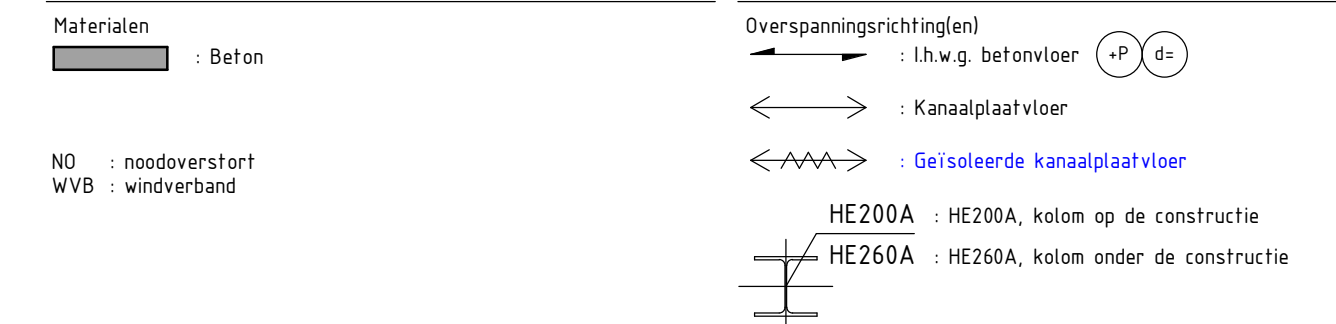 Materialen
: Beton
NO : noodoverstort
WVB : windverband
Overspanningsrichting(en)
: l.h.w.g. betonvloer +P d=
: Kanaalplaatvloer
: Geïsoleerde kanaalplaatvloer
HE200A : HE200A, kolom op de constructie
HE260A : HE260A, kolom onder de constructie